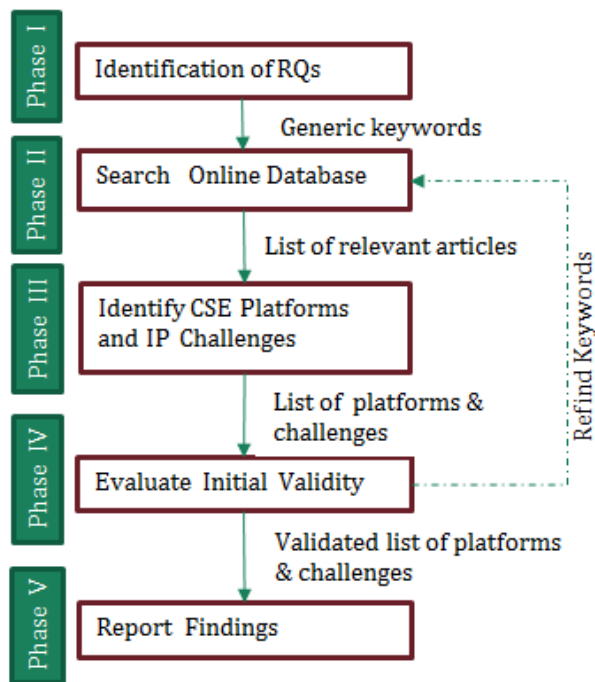 Phase I
Identification of RQs
Generic keywords
Phase II
Search Online Database
List of relevant articles
Phase III
Identify CSE Platforms
and IP Challenges
List of platforms &
challenges
Refind Keywords
Phase IV
Evaluate Initial Validity
Validated list of platforms
& challenges
Phase V
Report Findings